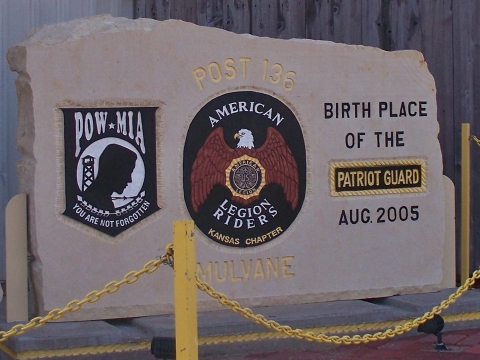 POST 136
POW★MIA
YOU ARE NOT FORGOTTEN
AMERICAN
LEGION
RIDERS
KANSAS CHAPTER
BIRTH PLACE
OF THE
PATRIOT GUARD
AUG. 2005
MULVANE